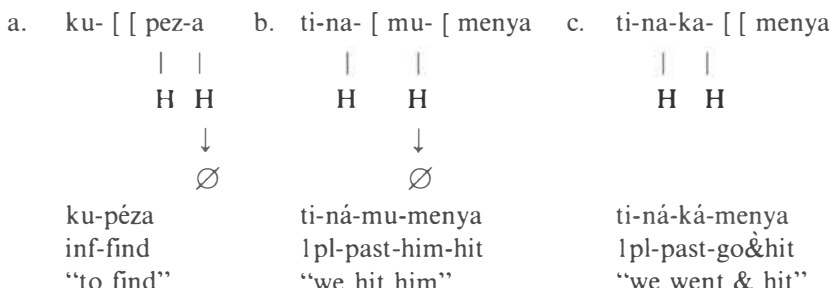 a. ku- [ [ pez-a b. ti-na- [ mu- [ menya c. ti-na-ka- [ [ menya
| | | | | |
H H H H H H
↓ ↓
∅ ∅
ku-péza ti-ná-mu-menya ti-ná-ká-menya
inf-find 1pl-past-him-hit 1pl-past-go&hit
“to find” “we hit him” “we went & hit”